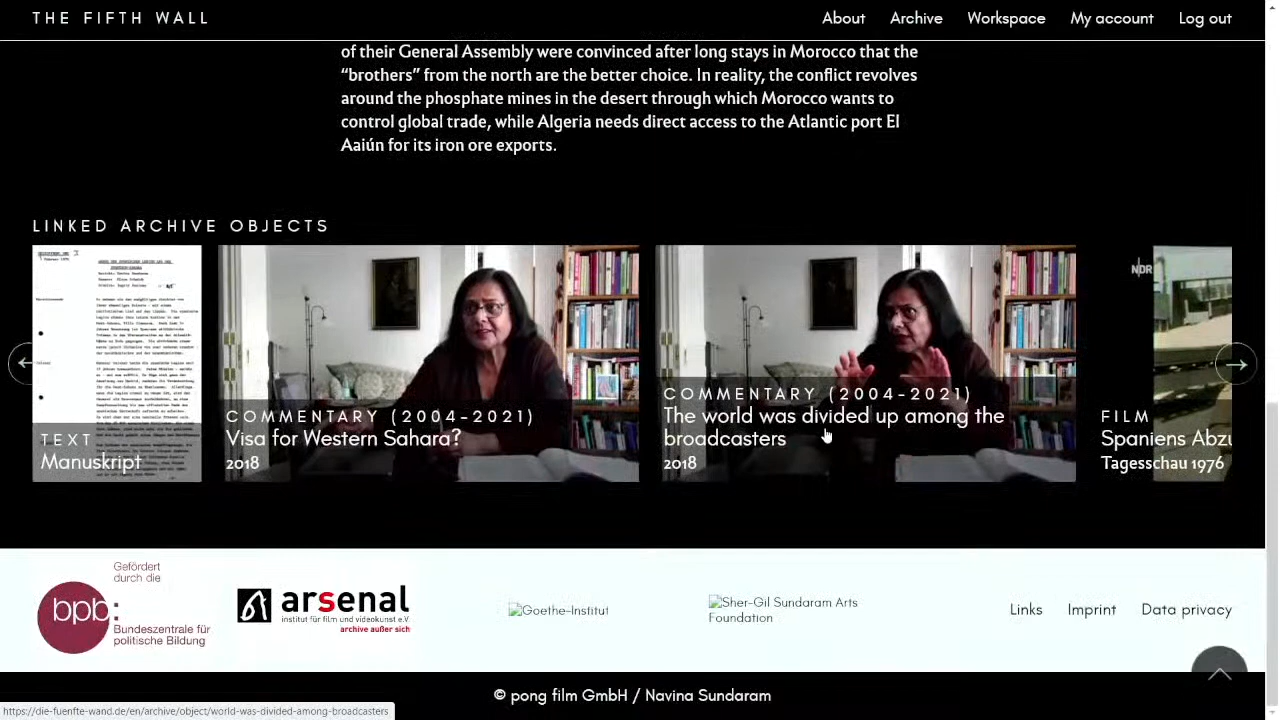 THE FIFTH WALL
About Archive Workspace My account Log out
of their General Assembly were convinced after long stays in Morocco that the
“brothers” from the north are the better choice. In reality, the conflict revolves
around the phosphate mines in the desert through which Morocco wants to
control global trade, while Algeria needs direct access to the Atlantic port El
Aaiún for its iron ore exports.
LINKED ARCHIVE OBJECTS
TEXT
Manuskript
COMMENTARY (2004-2021)
Visa for Western Sahara?
2018
COMMENTARY (2004-2021)
The world was divided up among the
broadcasters
2018
NDR
FILM
Spaniens Abzu
Tagesschau 1976
Gefördert
durch die
bpb:
Bundeszentrale für
politische Bildung
arsenal
institut für film und videokunst e.V.
archive außer sich
Goethe-Institut
Sher-Gil Sundaram Arts
Foundation
Links Imprint Data privacy
© pong film GmbH / Navina Sundaram
https://die-fuenfte-wand.de/en/archive/object/world-was-divided-among-broadcasters